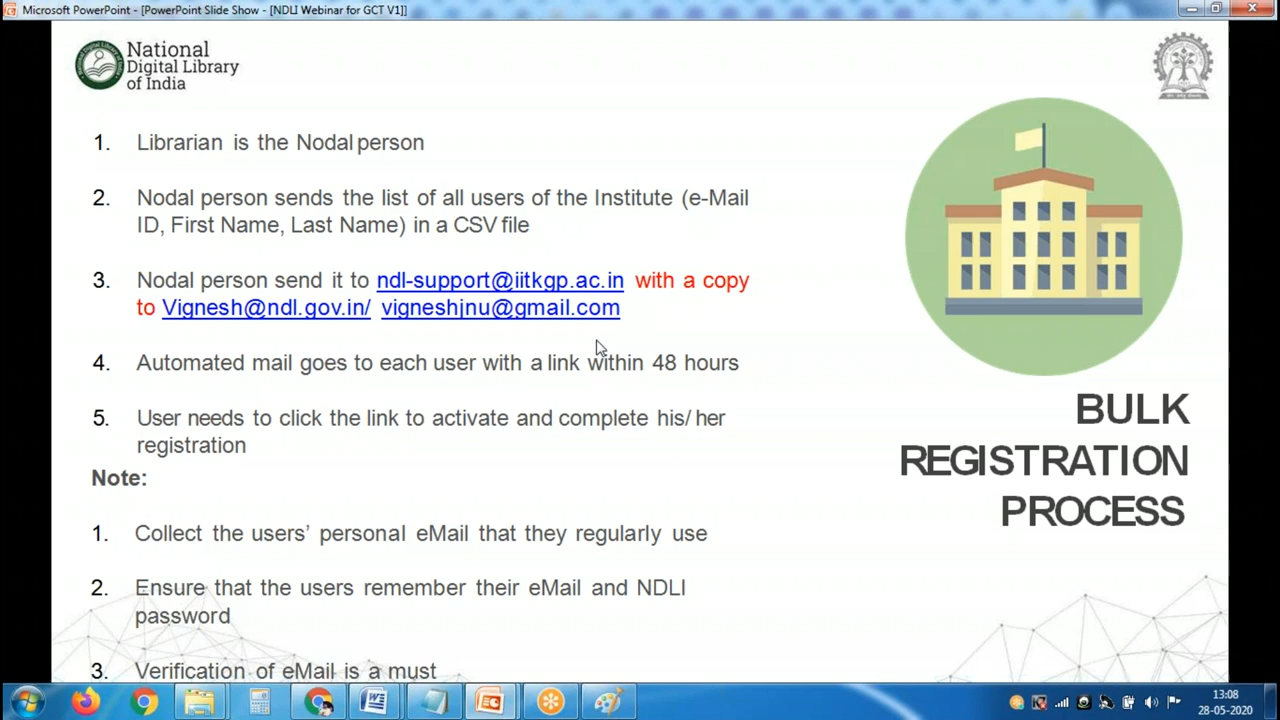 Microsoft PowerPoint - [PowerPoint Slide Show - [NDLI Webinar for GCT V1]]
National
Digital Library
of India
1. Librarian is the Nodal person
2. Nodal person sends the list of all users of the Institute (e-Mail
ID, First Name, Last Name) in a CSV file
3. Nodal person send it to ndl-support@iitkgp.ac.in with a copy
to Vignesh@ndl.gov.in/ vigneshjnu@gmail.com
4. Automated mail goes to each user with a link within 48 hours
5. User needs to click the link to activate and complete his/ her
registration
Note:
1. Collect the users’ personal eMail that they regularly use
2. Ensure that the users remember their eMail and NDLI
password
3. Verification of eMail is a must
BULK
REGISTRATION
PROCESS
13:08
28-05-2020